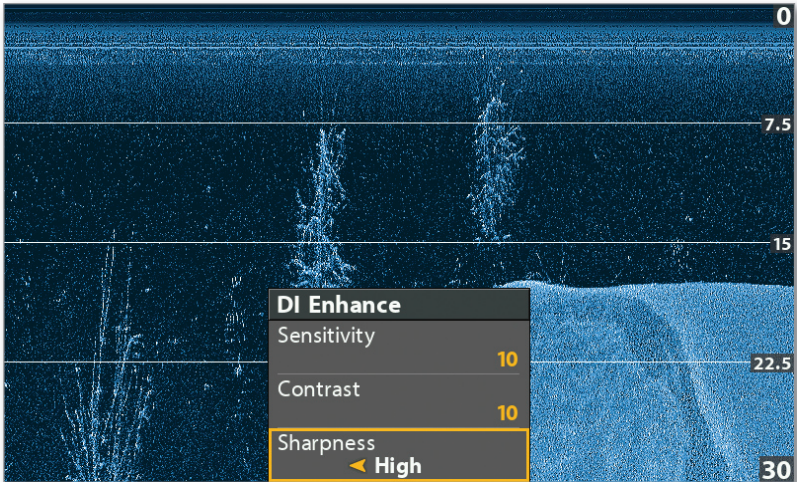 0
7.5
15
DI Enhance
Sensitivity
10
22.5
Contrast
10
Sharpness
High
30